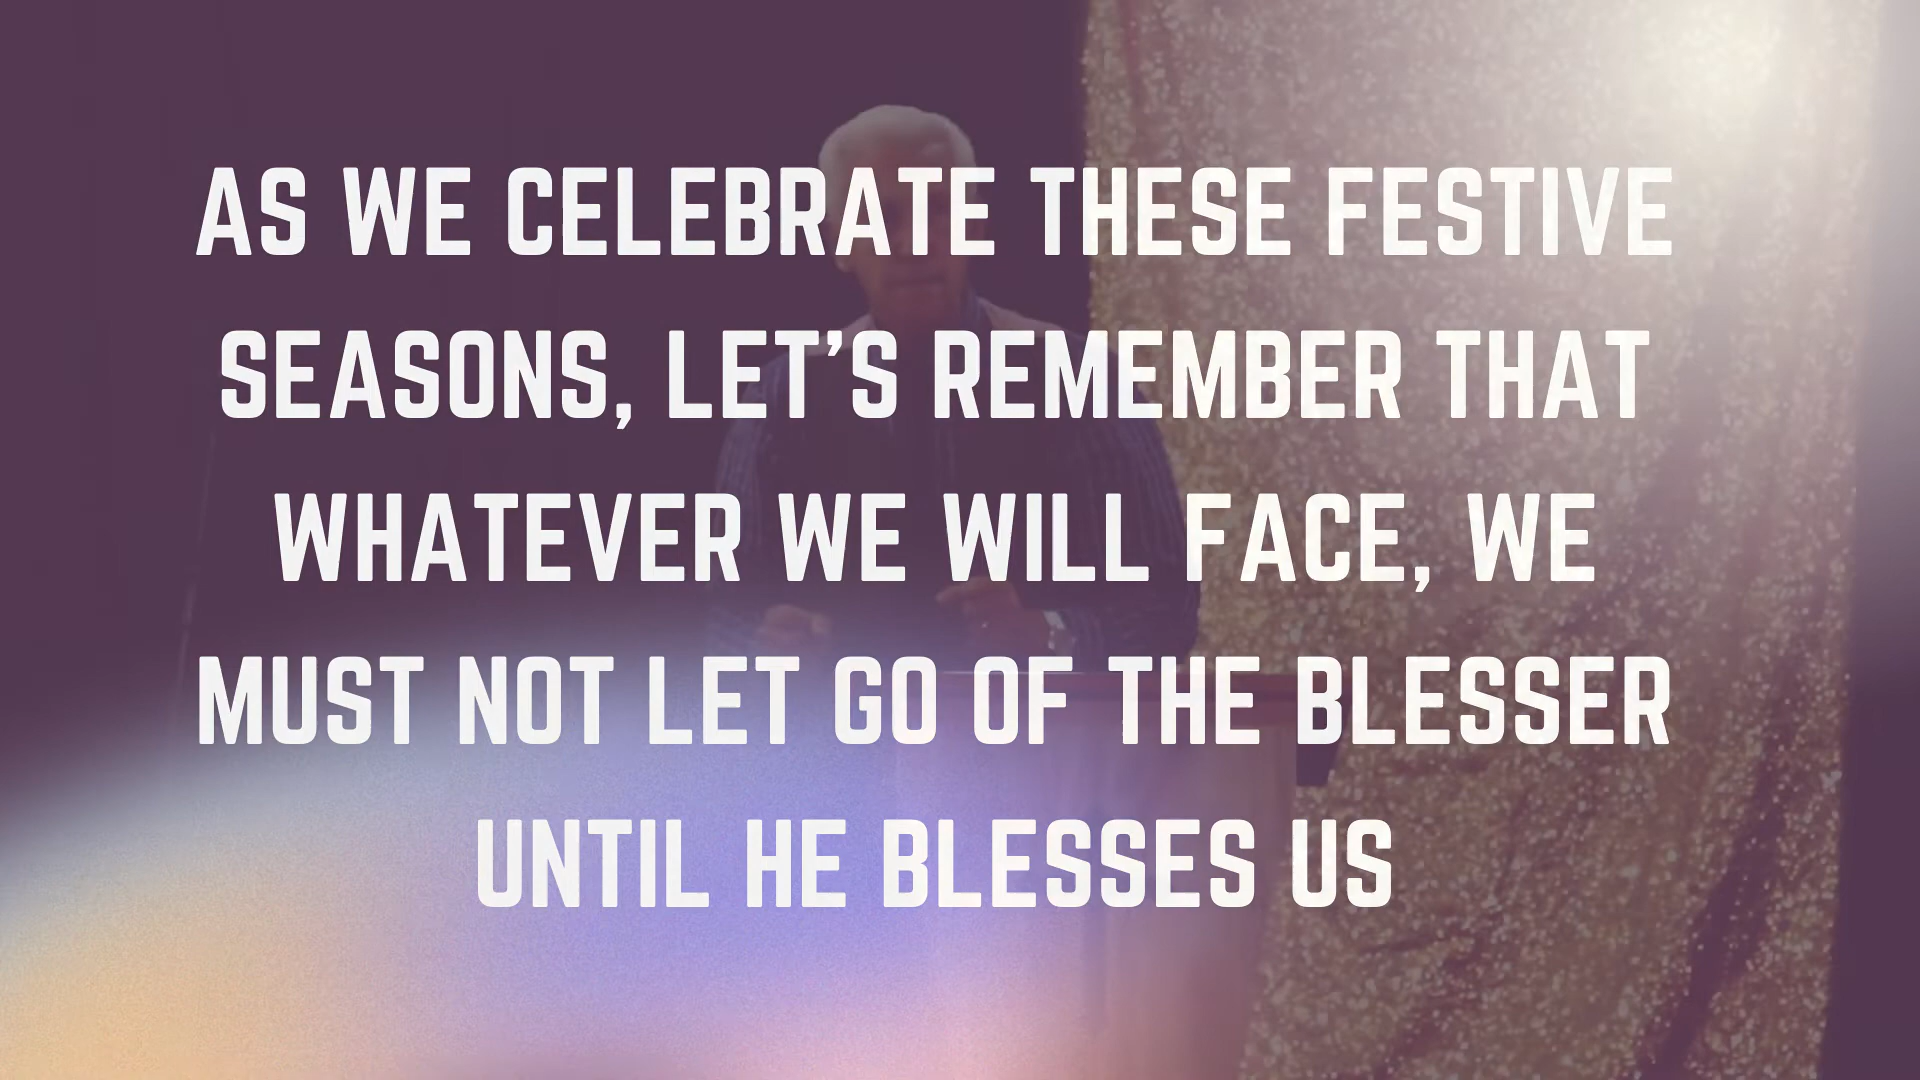 AS WE CELEBRATE THESE FESTIVE
SEASONS, LET'S REMEMBER THAT
WHATEVER WE WILL FACE, WE
MUST NOT LET GO OF THE BLESSER
UNTIL HE BLESSES US